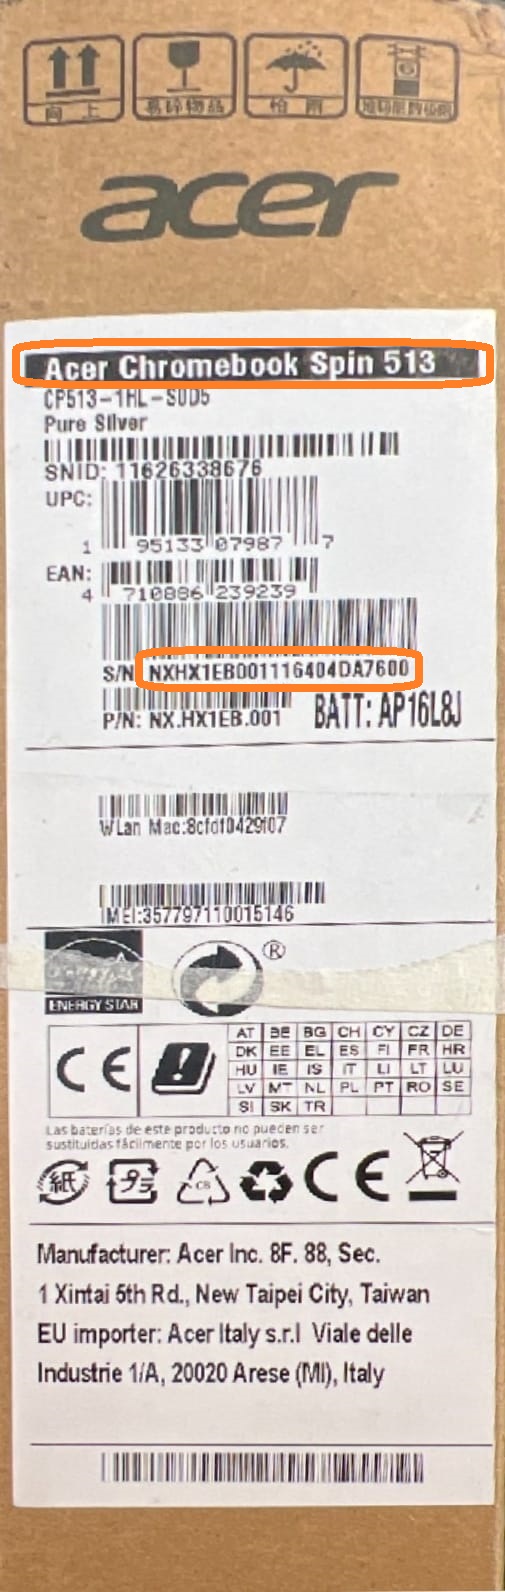 向 上
易碎物品
怕 雨
acer
Acer Chromebook Spin 513
CP513-1HL-S0D5
Pure Silver
SNID: 11626338676
UPC:
1 95133 07987 7
EAN:
4 710886 239239
S/N: NXHX1EB001116404DA7600
P/N: NX.HX1EB.001 BATT: AP16L8J
WLan Mac:8cfdf0429f07
IMEI:357797110015146
ENERGY STAR
®
CE
AT BE BG CH CY CZ DE
DK EE EL ES FI FR HR
HU IE IS IT LI LT LU
LV MT NL PL PT RO SE
SI SK TR
Las baterías de este producto no pueden ser
sustituidas fácilmente por los usuarios.
紙 CB CE
Manufacturer: Acer Inc. 8F. 88, Sec.
1 Xintai 5th Rd., New Taipei City, Taiwan
EU importer: Acer Italy s.r.l Viale delle
Industrie 1/A, 20020 Arese (MI), Italy